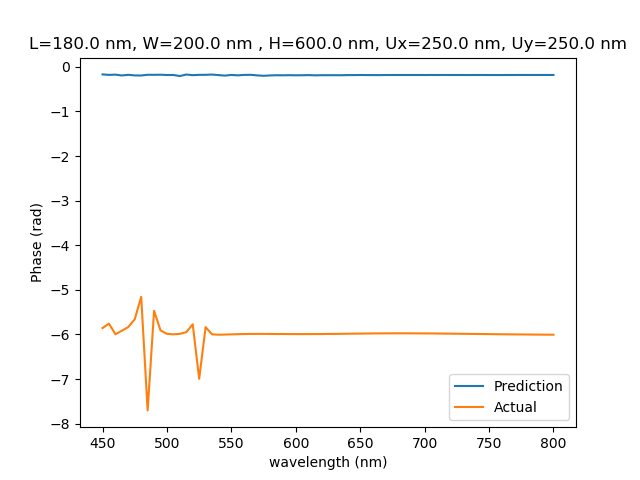 L=180.0 nm, W=200.0 nm , H=600.0 nm, Ux=250.0 nm, Uy=250.0 nm
0
−1
−2
−3
−4
−5
−6
−7
−8
Phase (rad)
Prediction
Actual
450 500 550 600 650 700 750 800
wavelength (nm)